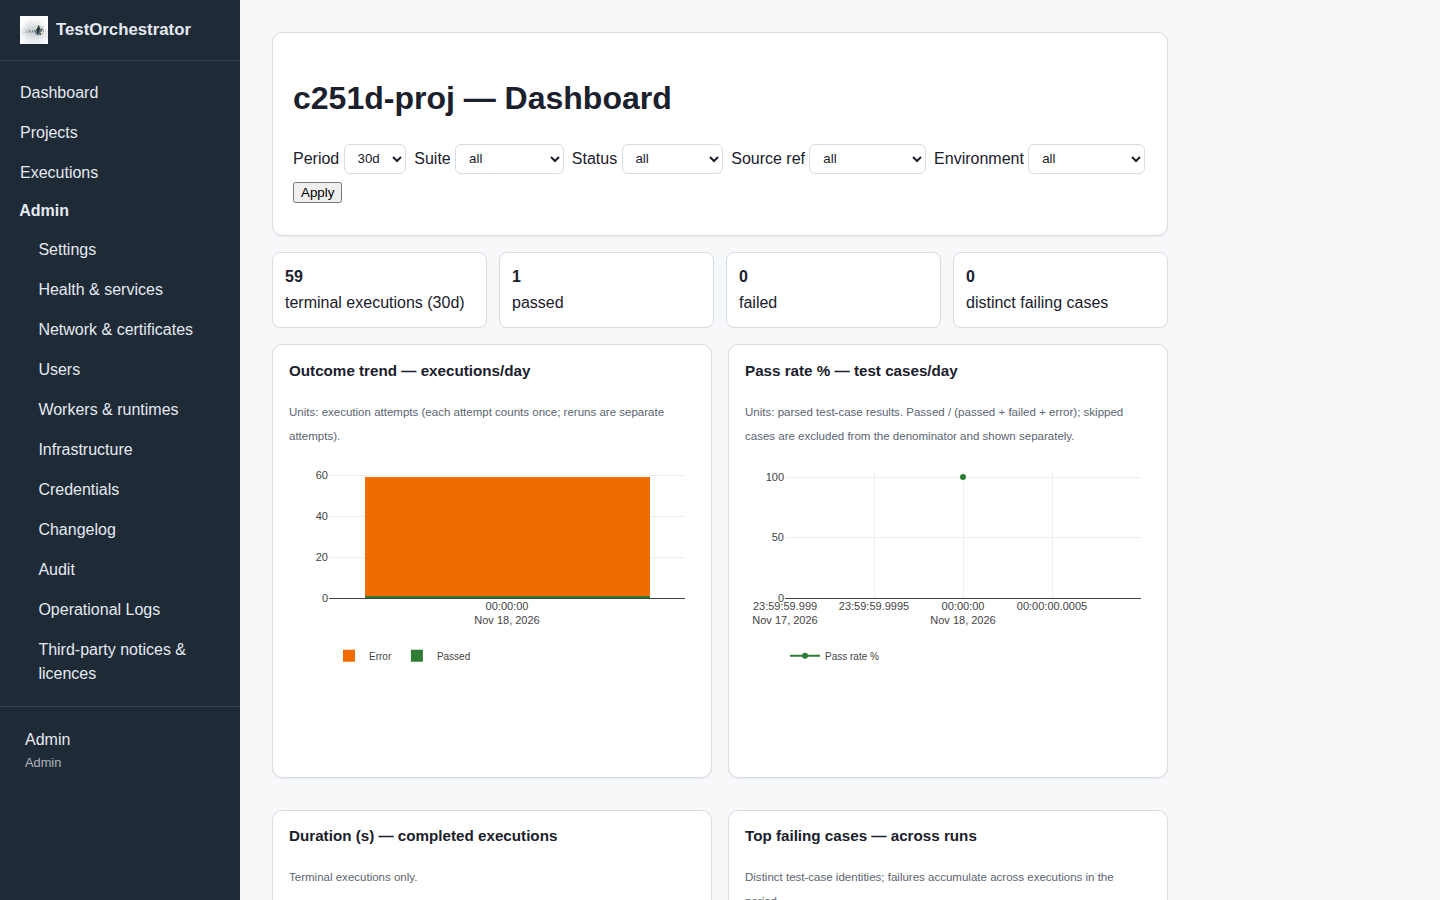 TestOrchestrator
Dashboard
Projects
Executions
Admin
Settings
Health & services
Network & certificates
Users
Workers & runtimes
Infrastructure
Credentials
Changelog
Audit
Operational Logs
Third-party notices &
licences
Admin
Admin
c251d-proj — Dashboard
Period 30d Suite all Status all Source ref all Environment all
Apply
59
terminal executions (30d)
1
passed
0
failed
0
distinct failing cases
Outcome trend — executions/day
Units: execution attempts (each attempt counts once; reruns are separate
attempts).
60
40
20
0
00:00:00
Nov 18, 2026
Error Passed
Pass rate % — test cases/day
Units: parsed test-case results. Passed / (passed + failed + error); skipped
cases are excluded from the denominator and shown separately.
100
50
0
23:59:59.999 23:59:59.9995 00:00:00 00:00:00.0005
Nov 17, 2026 Nov 18, 2026
Pass rate %
Duration (s) — completed executions
Terminal executions only.
Top failing cases — across runs
Distinct test-case identities; failures accumulate across executions in the
period.